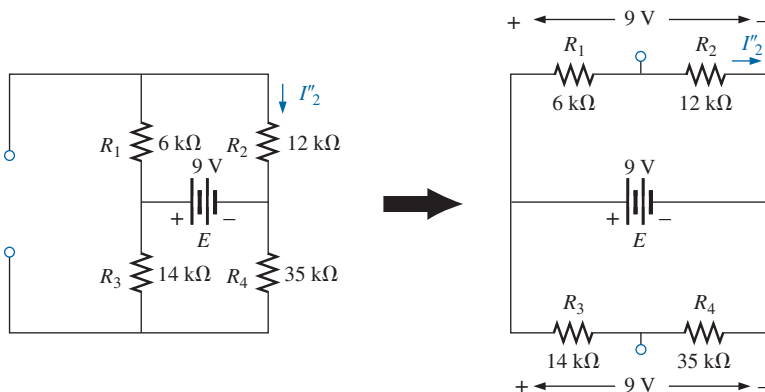 + 9 V –
R1 R2 I″2
6 kΩ 12 kΩ
I″2
R1 6 kΩ R2 12 kΩ
9 V
+ –
E
R3 14 kΩ R4 35 kΩ
9 V
+ –
E
R3 R4
14 kΩ 35 kΩ
+ 9 V –